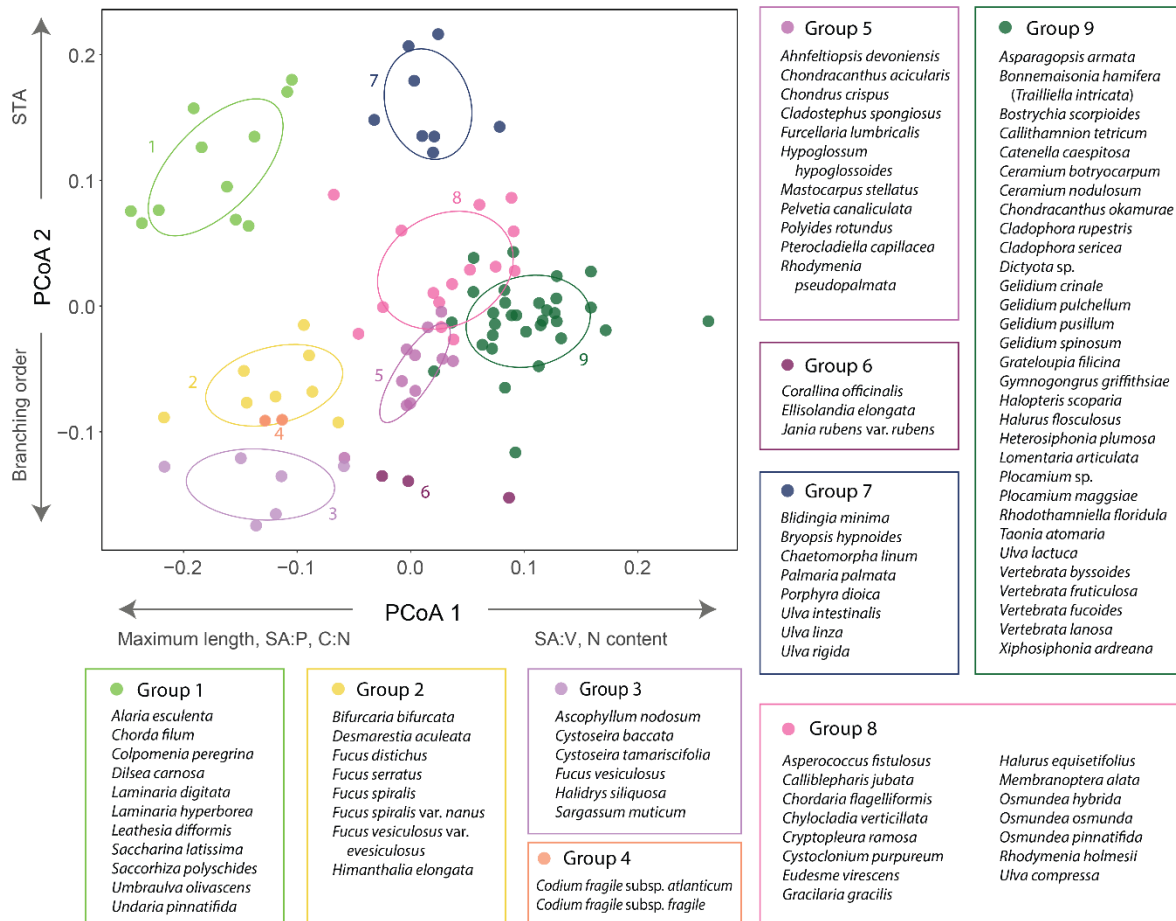 STA
PCoA 2
Branching order
0.2
0.1
0.0
−0.1
1
7
8
2
4
5
9
3
6
−0.2
−0.1
0.0
0.1
0.2
PCoA 1
Maximum length, SA:P, C:N
SA:V, N content
Group 1
Alaria esculenta
Chorda filum
Colpomenia peregrina
Dilsea carnosa
Laminaria digitata
Laminaria hyperborea
Leathesia difformis
Saccharina latissima
Saccorhiza polyschides
Umbraulva olivascens
Undaria pinnatifida
Group 2
Bifurcaria bifurcata
Desmarestia aculeata
Fucus distichus
Fucus serratus
Fucus spiralis
Fucus spiralis var. nanus
Fucus vesiculosus var.
evesiculosus
Himanthalia elongata
Group 3
Ascophyllum nodosum
Cystoseira baccata
Cystoseira tamariscifolia
Fucus vesiculosus
Halidrys siliquosa
Sargassum muticum
Group 4
Codium fragile subsp. atlanticum
Codium fragile subsp. fragile
Group 5
Ahnfeltiopsis devoniensis
Chondracanthus acicularis
Chondrus crispus
Cladostephus spongiosus
Furcellaria lumbricalis
Hypoglossum
hypoglossoides
Mastocarpus stellatus
Pelvetia canaliculata
Polyides rotundus
Pterocladiella capillacea
Rhodymenia
pseudopalmata
Group 6
Corallina officinalis
Ellisolandia elongata
Jania rubens var. rubens
Group 7
Blidingia minima
Bryopsis hypnoides
Chaetomorpha linum
Palmaria palmata
Porphyra dioica
Ulva intestinalis
Ulva linza
Ulva rigida
Group 8
Asperococcus fistulosus
Calliblepharis jubata
Chordaria flagelliformis
Chylocladia verticillata
Cryptopleura ramosa
Cystoclonium purpureum
Eudesme virescens
Gracilaria gracilis
Halurus equisetifolius
Membranoptera alata
Osmundea hybrida
Osmundea osmunda
Osmundea pinnatifida
Rhodymenia holmesii
Ulva compressa
Group 9
Asparagopsis armata
Bonnemaisonia hamifera
(Trailliella intricata)
Bostrychia scorpioides
Callithamnion tetricum
Catenella caespitosa
Ceramium botryocarpum
Ceramium nodulosum
Chondracanthus okamurae
Cladophora rupestris
Cladophora sericea
Dictyota sp.
Gelidium crinale
Gelidium pulchellum
Gelidium pusillum
Gelidium spinosum
Grateloupia filicina
Gymnogongrus griffithsiae
Halopteris scoparia
Halurus flosculosus
Heterosiphonia plumosa
Lomentaria articulata
Plocamium sp.
Plocamium maggsiae
Rhodothamniella floridula
Taonia atomaria
Ulva lactuca
Vertebrata byssoides
Vertebrata fruticulosa
Vertebrata fucoides
Vertebrata lanosa
Xiphosiphonia ardreana